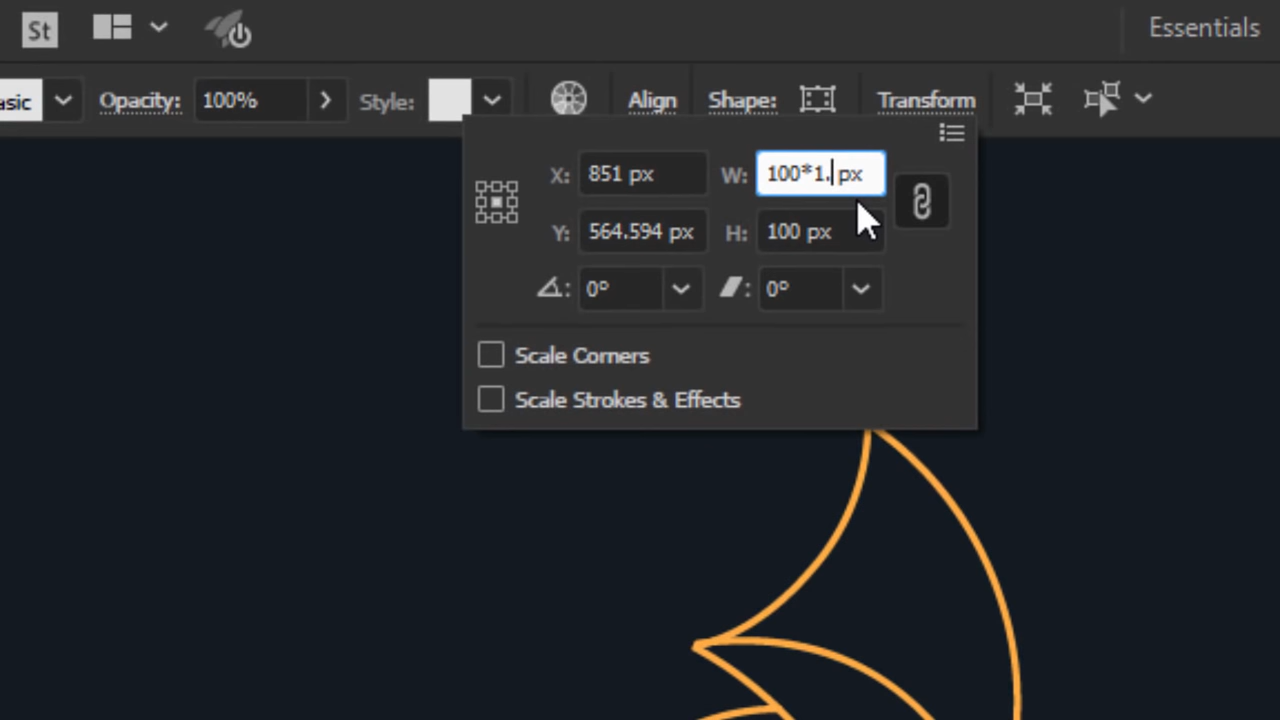 St
Essentials
asic
Opacity: 100% Style: Align Shape: Transform
X: 851 px W: 100*1. px
Y: 564.594 px H: 100 px
: 0° : 0°
Scale Corners
Scale Strokes & Effects